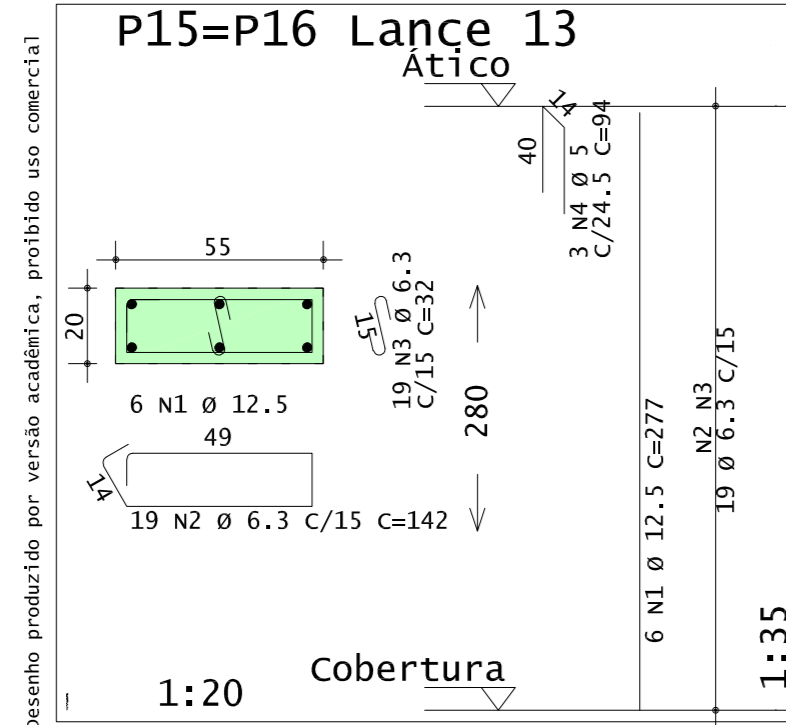 P15=P16 Lance 13
Ático
14
40
3 N4 Ø 5
C/24.5 C=94
55
20
15
19 N3 Ø 6.3
C/15 C=32
280
6 N1 Ø 12.5
49
14
19 N2 Ø 6.3 C/15 C=142
6 N1 Ø 12.5 C=277
N2 N3
19 Ø 6.3 C/15
Cobertura
1:20
1:35
Desenho produzido por versão acadêmica, proibido uso comercial